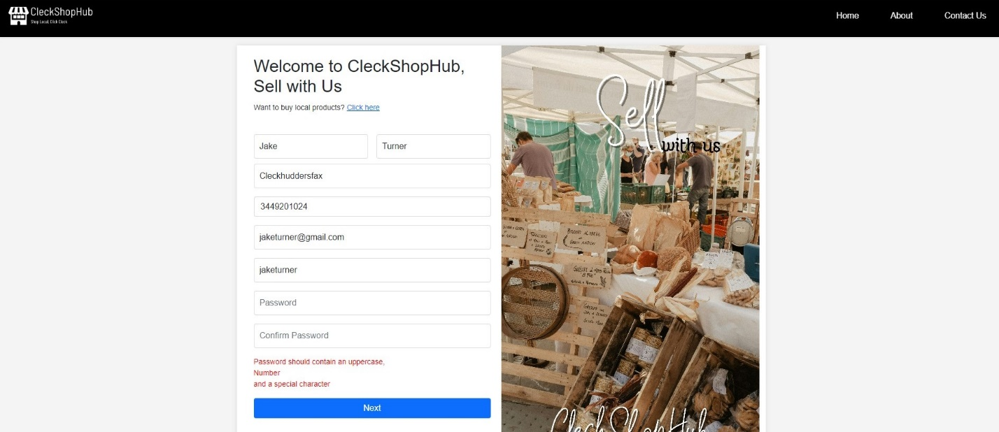 CleckShopHub
Shop Local, Click Cleck
Home
About
Contact Us
Welcome to CleckShopHub,
Sell with Us
Want to buy local products? Click here
Jake
Turner
Cleckhuddersfax
3449201024
jaketurner@gmail.com
jaketurner
Password
Confirm Password
Password should contain an uppercase,
Number
and a special character
Next
Sell
with us
CleckShopHub